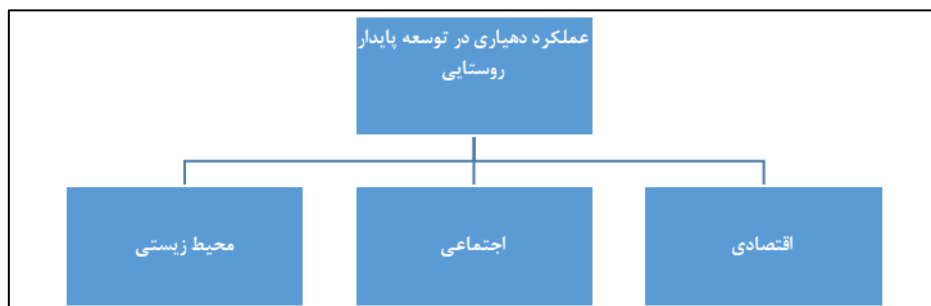 عملکرد دهیاری در توسعه پایدار
روستایی
اقتصادی
اجتماعی
محیط زیستی